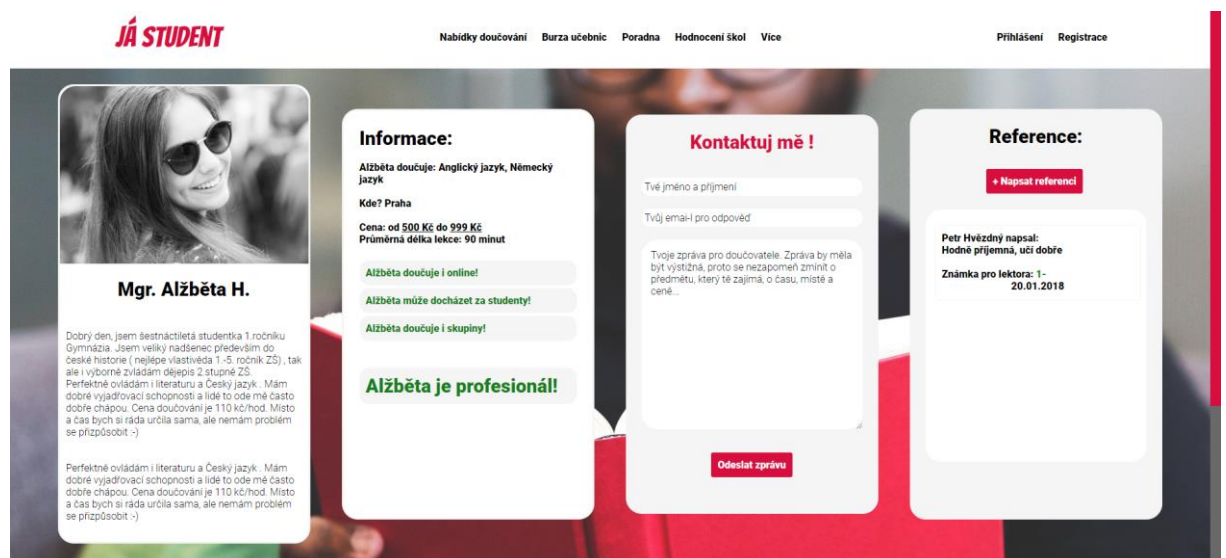 JÁ STUDENT
Nabídky doučování Burza učebnic Poradna Hodnocení škol Více
Přihlášení Registrace
Mgr. Alžběta H.
Dobrý den, jsem šestnáctiletá studentka 1.ročníku
Gymnázia. Jsem veliký nadšenec především do
české historie ( nejlépe vlastivěda 1.-5. ročník ZŠ) , tak
ale i výborně zvládám dějepis 2.stupně ZŠ.
Perfektně ovládám i literaturu a Český jazyk . Mám
dobré vyjadřovací schopnosti a lidé to ode mě často
dobře chápou. Cena doučování je 110 kč/hod. Místo
a čas bych si ráda určila sama, ale nemám problém
se přizpůsobit :-)
Perfektně ovládám i literaturu a Český jazyk . Mám
dobré vyjadřovací schopnosti a lidé to ode mě často
dobře chápou. Cena doučování je 110 kč/hod. Místo
a čas bych si ráda určila sama, ale nemám problém
se přizpůsobit :-)
Informace:
Alžběta doučuje: Anglický jazyk, Německý
jazyk
Kde? Praha
Cena: od 500 Kč do 999 Kč
Průměrná délka lekce: 90 minut
Alžběta doučuje i online!
Alžběta může docházet za studenty!
Alžběta doučuje i skupiny!
Alžběta je profesionál!
Kontaktuj mě !
Tvé jméno a příjmení
Tvůj emai-l pro odpověď
Tvoje zpráva pro doučovatele. Zpráva by měla
být výstižná, proto se nezapomeň zmínit o
předmětu, který tě zajímá, o času, místě a
ceně...
Odeslat zprávu
Reference:
+ Napsat referenci
Petr Hvězdný napsal:
Hodně příjemná, učí dobře
Známka pro lektora: 1-
20.01.2018